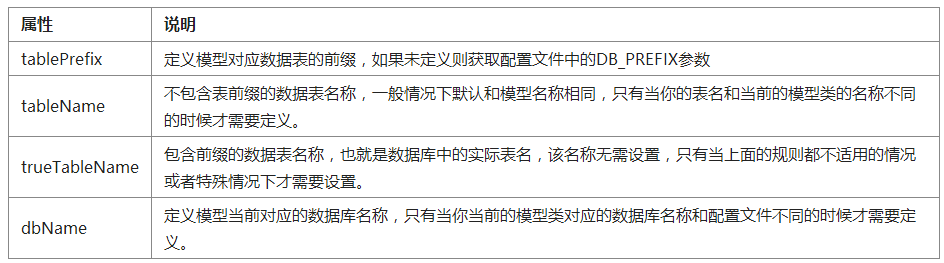 属性 说明
tablePrefix 定义模型对应数据表的前缀，如果未定义则获取配置文件中的DB_PREFIX参数
tableName 不包含表前缀的数据表名称，一般情况下默认和模型名称相同，只有当你的表名和当前的模型类的名称不同
的时候才需要定义。
trueTableName 包含前缀的数据表名称，也就是数据库中的实际表名，该名称无需设置，只有当上面的规则都不适用的情况
或者特殊情况下才需要设置。
dbName 定义模型当前对应的数据库名称，只有当你当前的模型类对应的数据库名称和配置文件不同的时候才需要定
义。